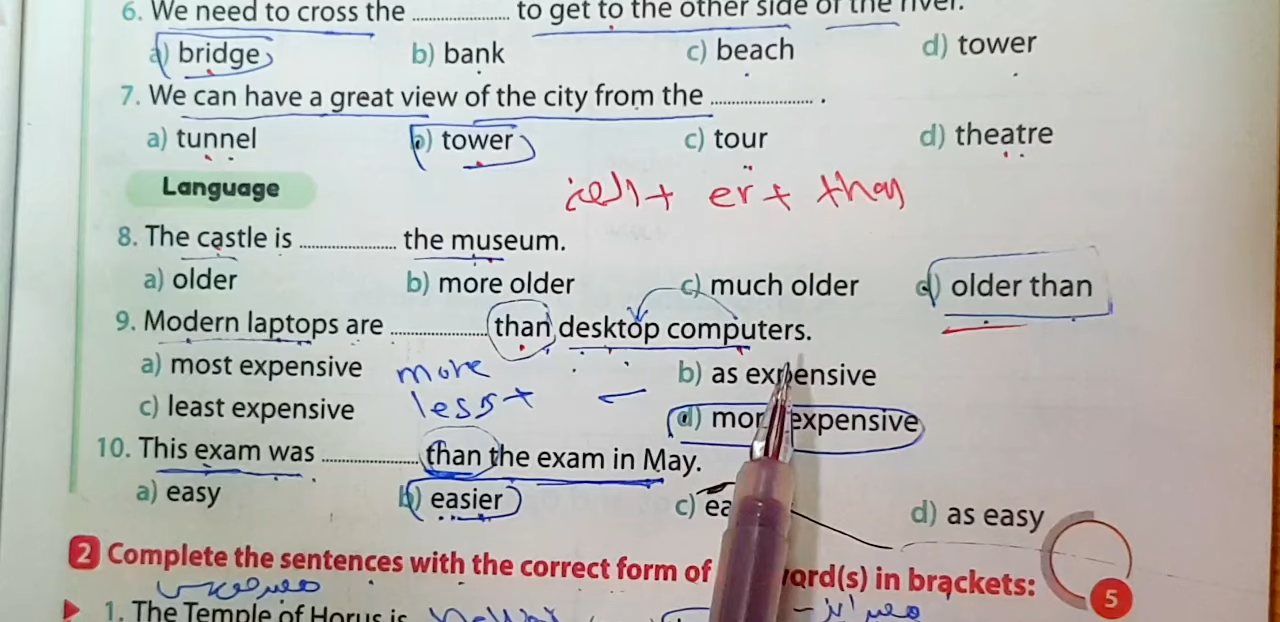 6. We need to cross the .................. to get to the other side of the river.
a) bridge b) bank c) beach d) tower
7. We can have a great view of the city from the .................. .
a) tunnel b) tower c) tour d) theatre
Language
+ er + than
8. The castle is .................. the museum.
a) older b) more older c) much older d) older than
9. Modern laptops are .................. than desktop computers.
a) most expensive more b) as expensive
c) least expensive less + d) more expensive
10. This exam was .................. than the exam in May.
a) easy b) easier c) ea d) as easy
2 Complete the sentences with the correct form of word(s) in brackets:
1. The Temple of Horus is
5